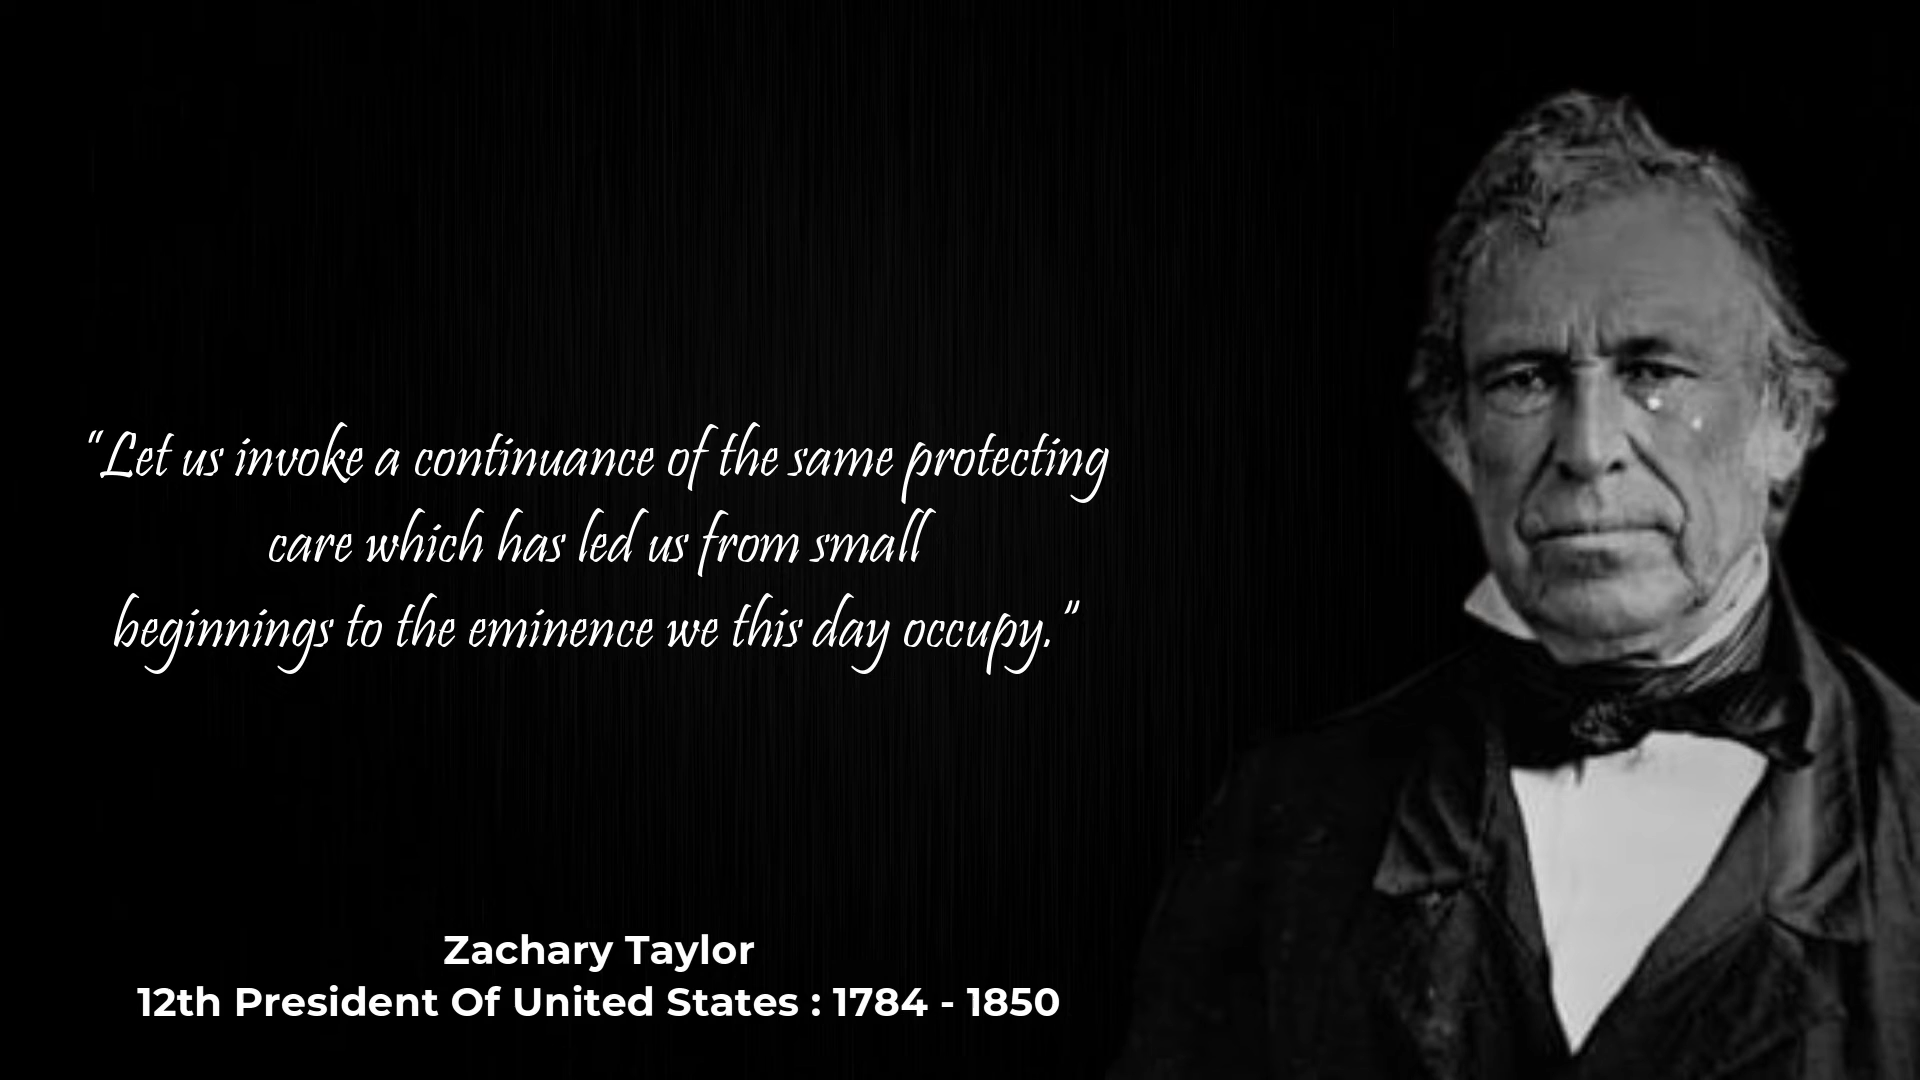 “Let us invoke a continuance of the same protecting
care which has led us from small
beginnings to the eminence we this day occupy.”
Zachary Taylor
12th President Of United States : 1784 - 1850